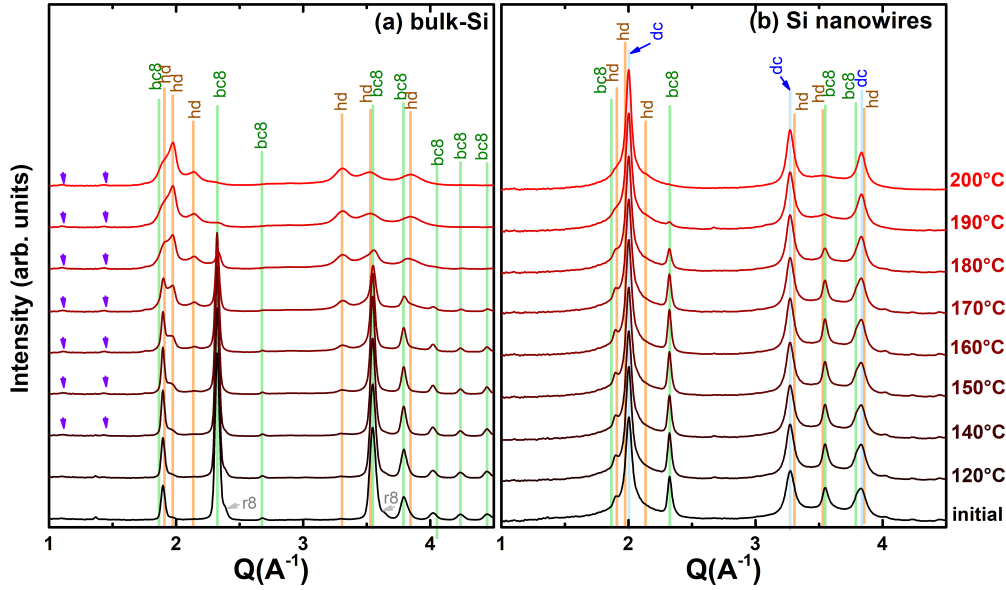 (a) bulk-Si
bc8
hd
hd
hd
bc8
bc8
hd
hd
bc8
bc8
hd
bc8
bc8
bc8
r8
r8
1
2
3
4
Q(A⁻¹)
Intensity (arb. units)
(b) Si nanowires
bc8
hd
hd
dc
hd
bc8
dc
hd
hd
bc8
bc8
dc
hd
200°C
190°C
180°C
170°C
160°C
150°C
140°C
120°C
initial
1
2
3
4
Q(A⁻¹)